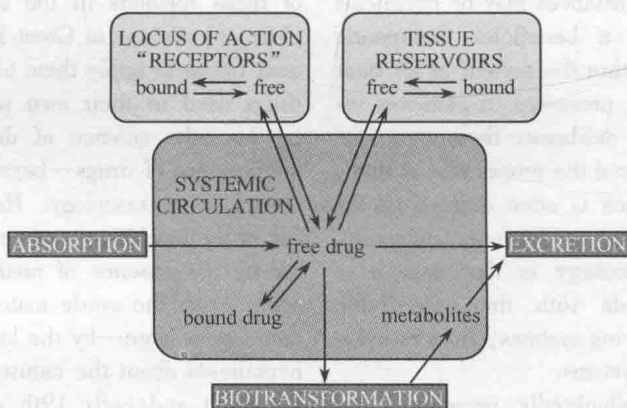 LOCUS OF ACTION
"RECEPTORS"
bound free
TISSUE
RESERVOIRS
free bound
SYSTEMIC
CIRCULATION
ABSORPTION
free drug
EXCRETION
bound drug
metabolites
BIOTRANSFORMATION